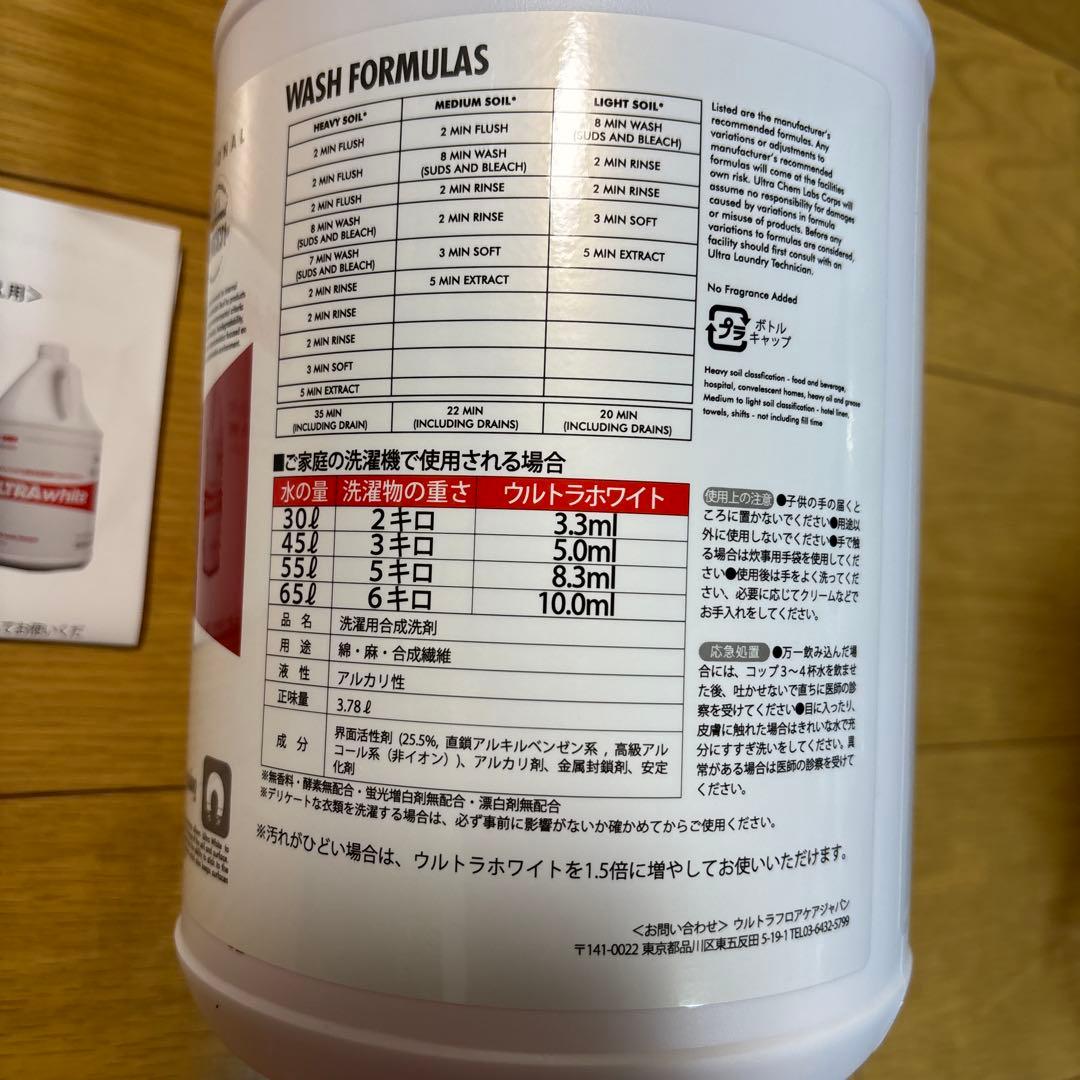 WASH FORMULAS
HEAVY SOIL* MEDIUM SOIL* LIGHT SOIL*
2 MIN FLUSH 2 MIN FLUSH 8 MIN WASH (SUDS AND BLEACH)
2 MIN FLUSH 8 MIN WASH (SUDS AND BLEACH) 2 MIN RINSE
2 MIN FLUSH 2 MIN RINSE 2 MIN RINSE
8 MIN WASH (SUDS AND BLEACH) 2 MIN RINSE 3 MIN SOFT
7 MIN WASH (SUDS AND BLEACH) 3 MIN SOFT 5 MIN EXTRACT
2 MIN RINSE 5 MIN EXTRACT
2 MIN RINSE
2 MIN RINSE
3 MIN SOFT
5 MIN EXTRACT
35 MIN 22 MIN 20 MIN
(INCLUDING DRAIN) (INCLUDING DRAINS) (INCLUDING DRAINS)
Listed are the manufacturer's
recommended formulas. Any
variations or adjustments to
manufacturer's recommended
formulas will come at the facilities
own risk. Ultra Chem Labs Corps will
assume no responsibility for damages
caused by variations in formula
or misuse of products. Before any
variations to formulas are considered,
facility should first consult with an
Ultra Laundry Technician.
No Fragrance Added
プラ
ボトル
キャップ
Heavy soil classfication - food and beverage,
hospital, convelescent homes, heavy oil and grease
Medium to light soil classification - hotel linen,
towels, shifts - not including fill time
■ご家庭の洗濯機で使用される場合
水の量 洗濯物の重さ ウルトラホワイト
30ℓ 2キロ 3.3ml
45ℓ 3キロ 5.0ml
55ℓ 5キロ 8.3ml
65ℓ 6キロ 10.0ml
品 名 洗濯用合成洗剤
用 途 綿・麻・合成繊維
液 性 アルカリ性
正味量 3.78ℓ
成 分 界面活性剤 (25.5%, 直鎖アルキルベンゼン系 , 高級アル
コール系（非イオン）)、アルカリ剤、金属封鎖剤、安定
化剤
※無香料・酵素無配合・蛍光増白剤無配合・漂白剤無配合
※デリケートな衣類を洗濯する場合は、必ず事前に影響がないか確かめてからご使用ください。
※汚れがひどい場合は、ウルトラホワイトを1.5倍に増やしてお使いいただけます。
使用上の注意 ●子供の手の届くと
ころに置かないでください●用途以
外に使用しないでください●手で触
る場合は炊事用手袋を使用してくだ
さい●使用後は手をよく洗ってくだ
さい、必要に応じてクリームなどで
お手入れをしてください。
応急処置 ●万一飲み込んだ場
合には、コップ3〜4杯水を飲ませ
た後、吐かせないで直ちに医師の診
察を受けてください●目に入ったり、
皮膚に触れた場合はきれいな水で充
分にすすぎ洗いをしてください。異
常がある場合は医師の診察を受けて
ください。
＜お問い合わせ＞ ウルトラフロアケアジャパン
〒141-0022 東京都品川区東五反田 5-19-1 TEL03-6432-5799
用>
LTRAwhite
てお使いくだ